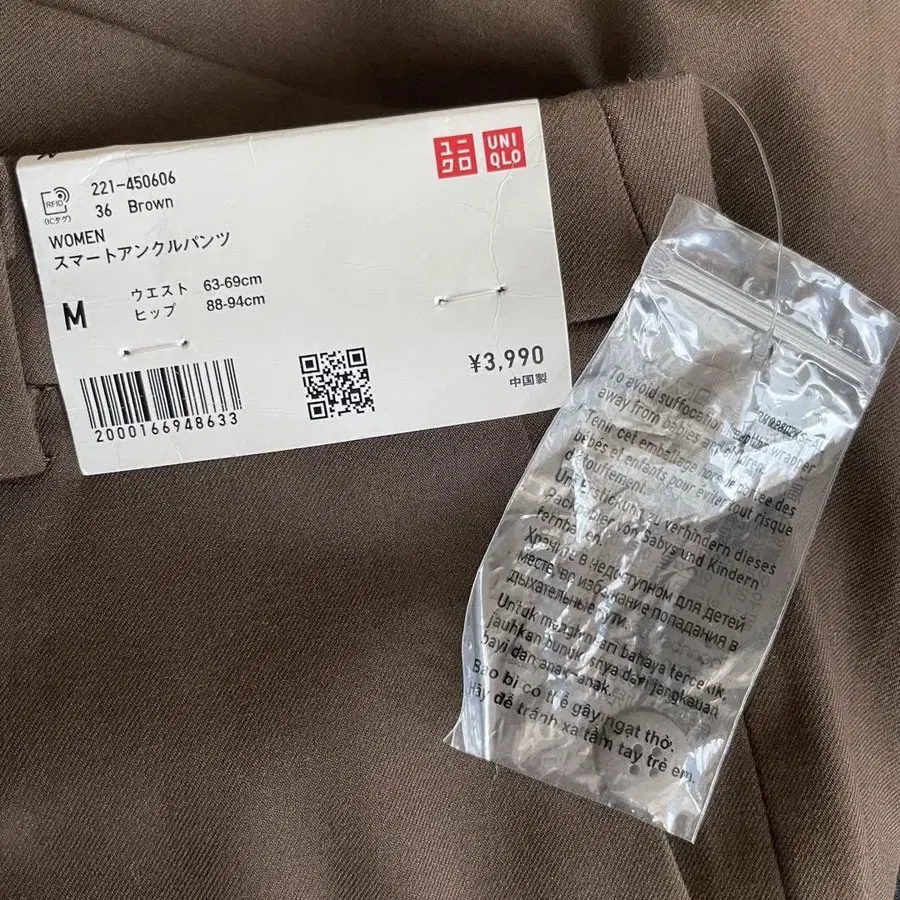 ユニクロ
UNIQLO
RFID
(ICタグ)
221-450606
36 Brown
WOMEN
スマートアンクルパンツ
M
ウエスト 63-69cm
ヒップ 88-94cm
¥3,990
中国製
2000166948633
To avoid suffocation, wrapper
away from babies and children.
Tenir cet emballage hors de des
bébés et enfants pour éviter tout risque
d'étouffement.
Um Erstickung zu verhindern dieses
von Babys und Kindern
fernhalten.
Храните в недоступном для детей
месте, во избежание попадания в
дыхательные пути.
Untuk menghindari bahaya tercekik,
jauhkan bungkusnya dari jangkauan
bayi dan anak-anak.
Bao bì có thể gây ngạt thở.
Hãy để tránh xa tầm tay trẻ em.